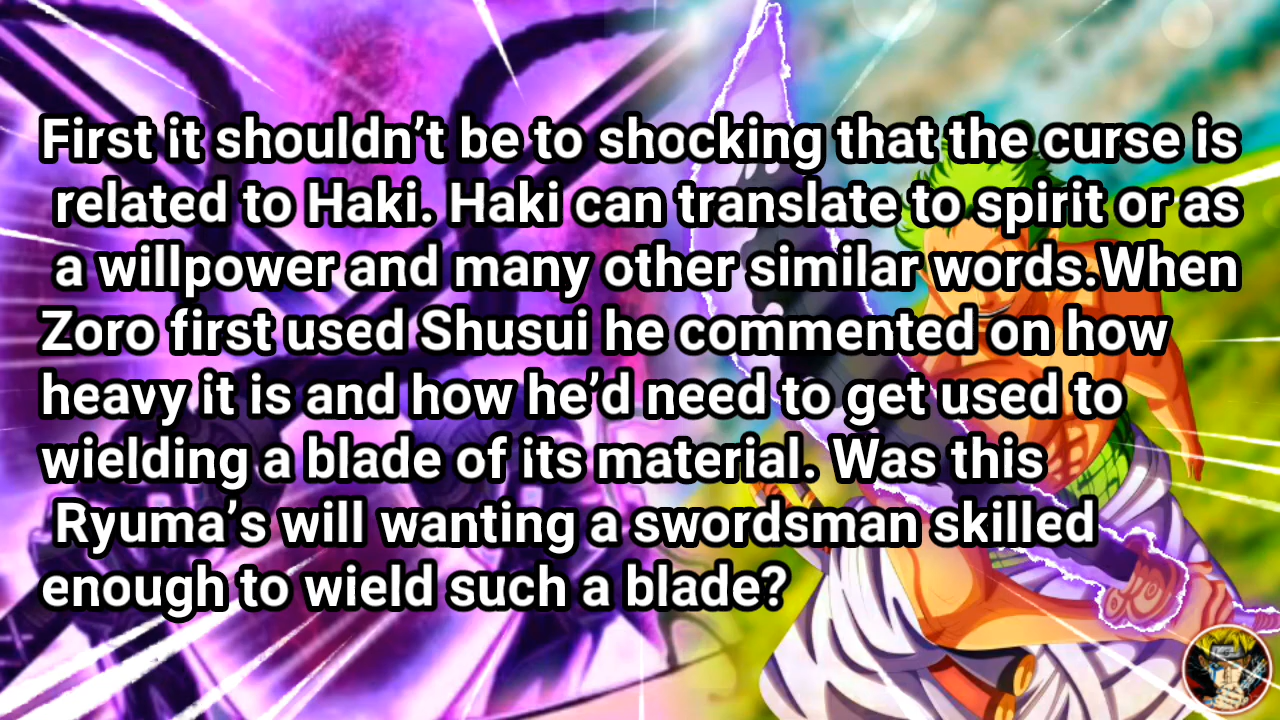 First it shouldn’t be to shocking that the curse is
related to Haki. Haki can translate to spirit or as
a willpower and many other similar words.When
Zoro first used Shusui he commented on how
heavy it is and how he’d need to get used to
wielding a blade of its material. Was this
Ryuma’s will wanting a swordsman skilled
enough to wield such a blade?